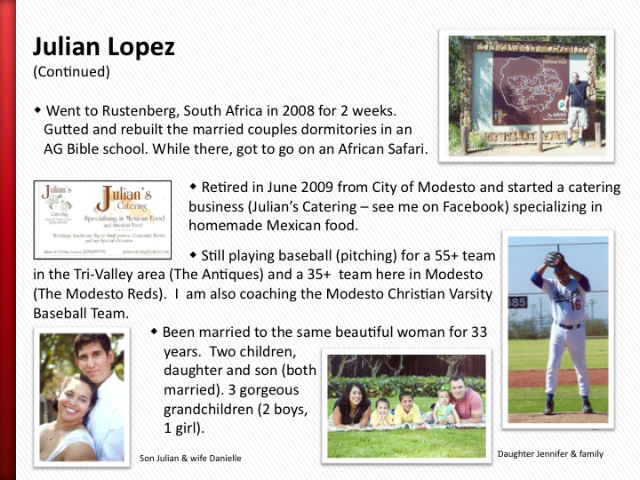 Julian Lopez
(Continued)
◆ Went to Rustenberg, South Africa in 2008 for 2 weeks.
Gutted and rebuilt the married couples dormitories in an
AG Bible school. While there, got to go on an African Safari.
Julian's
Catering
Julian's
Catering
Specializing in Mexican Food
and American Food
◆ Retired in June 2009 from City of Modesto and started a catering
business (Julian's Catering – see me on Facebook) specializing in
homemade Mexican food.
◆ Still playing baseball (pitching) for a 55+ team
in the Tri-Valley area (The Antiques) and a 35+ team here in Modesto
(The Modesto Reds). I am also coaching the Modesto Christian Varsity
Baseball Team.
385
16
◆ Been married to the same beautiful woman for 33
years. Two children,
daughter and son (both
married). 3 gorgeous
grandchildren (2 boys,
1 girl).
Son Julian & wife Danielle
Daughter Jennifer & family